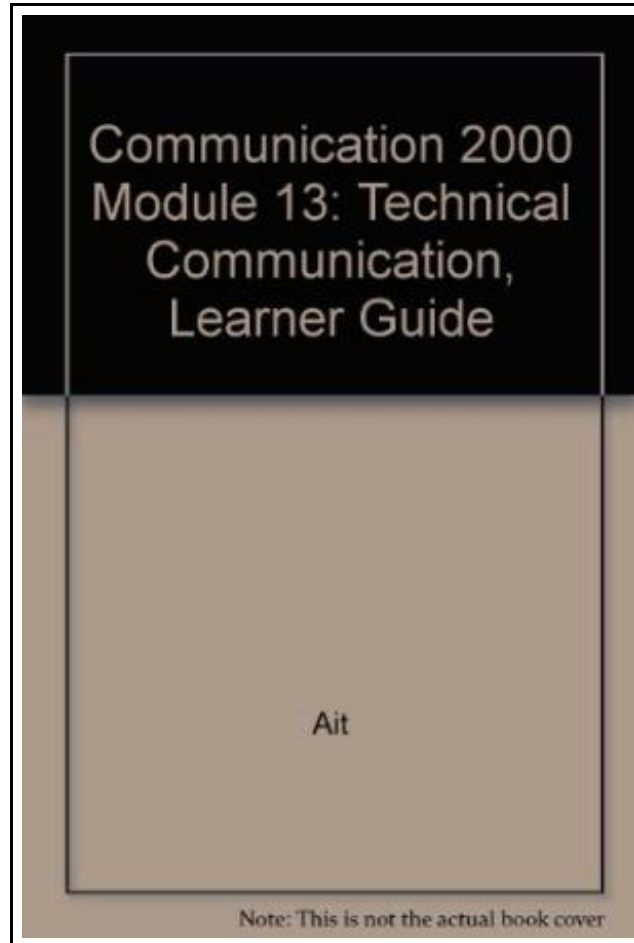 Communication 2000
Module 13: Technical
Communication,
Learner Guide
Ait
Note: This is not the actual book cover